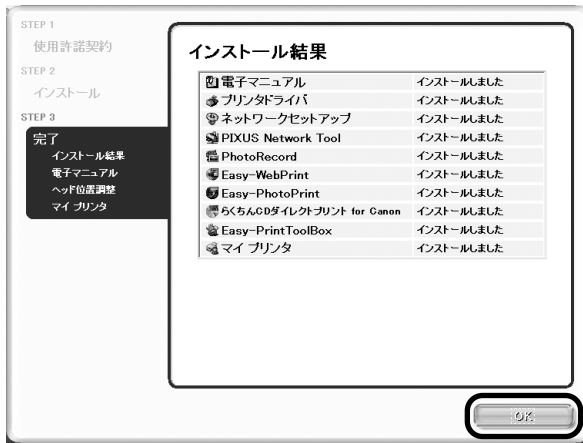 STEP 1
使用許諾契約
STEP 2
インストール
STEP 3
完了
インストール結果
電子マニュアル
ヘッド位置調整
マイ プリンタ
インストール結果
電子マニュアル インストールしました
プリンタドライバ インストールしました
ネットワークセットアップ インストールしました
PIXUS Network Tool インストールしました
PhotoRecord インストールしました
Easy-WebPrint インストールしました
Easy-PhotoPrint インストールしました
らくちんCDダイレクトプリント for Canon インストールしました
Easy-PrintToolBox インストールしました
マイ プリンタ インストールしました
OK